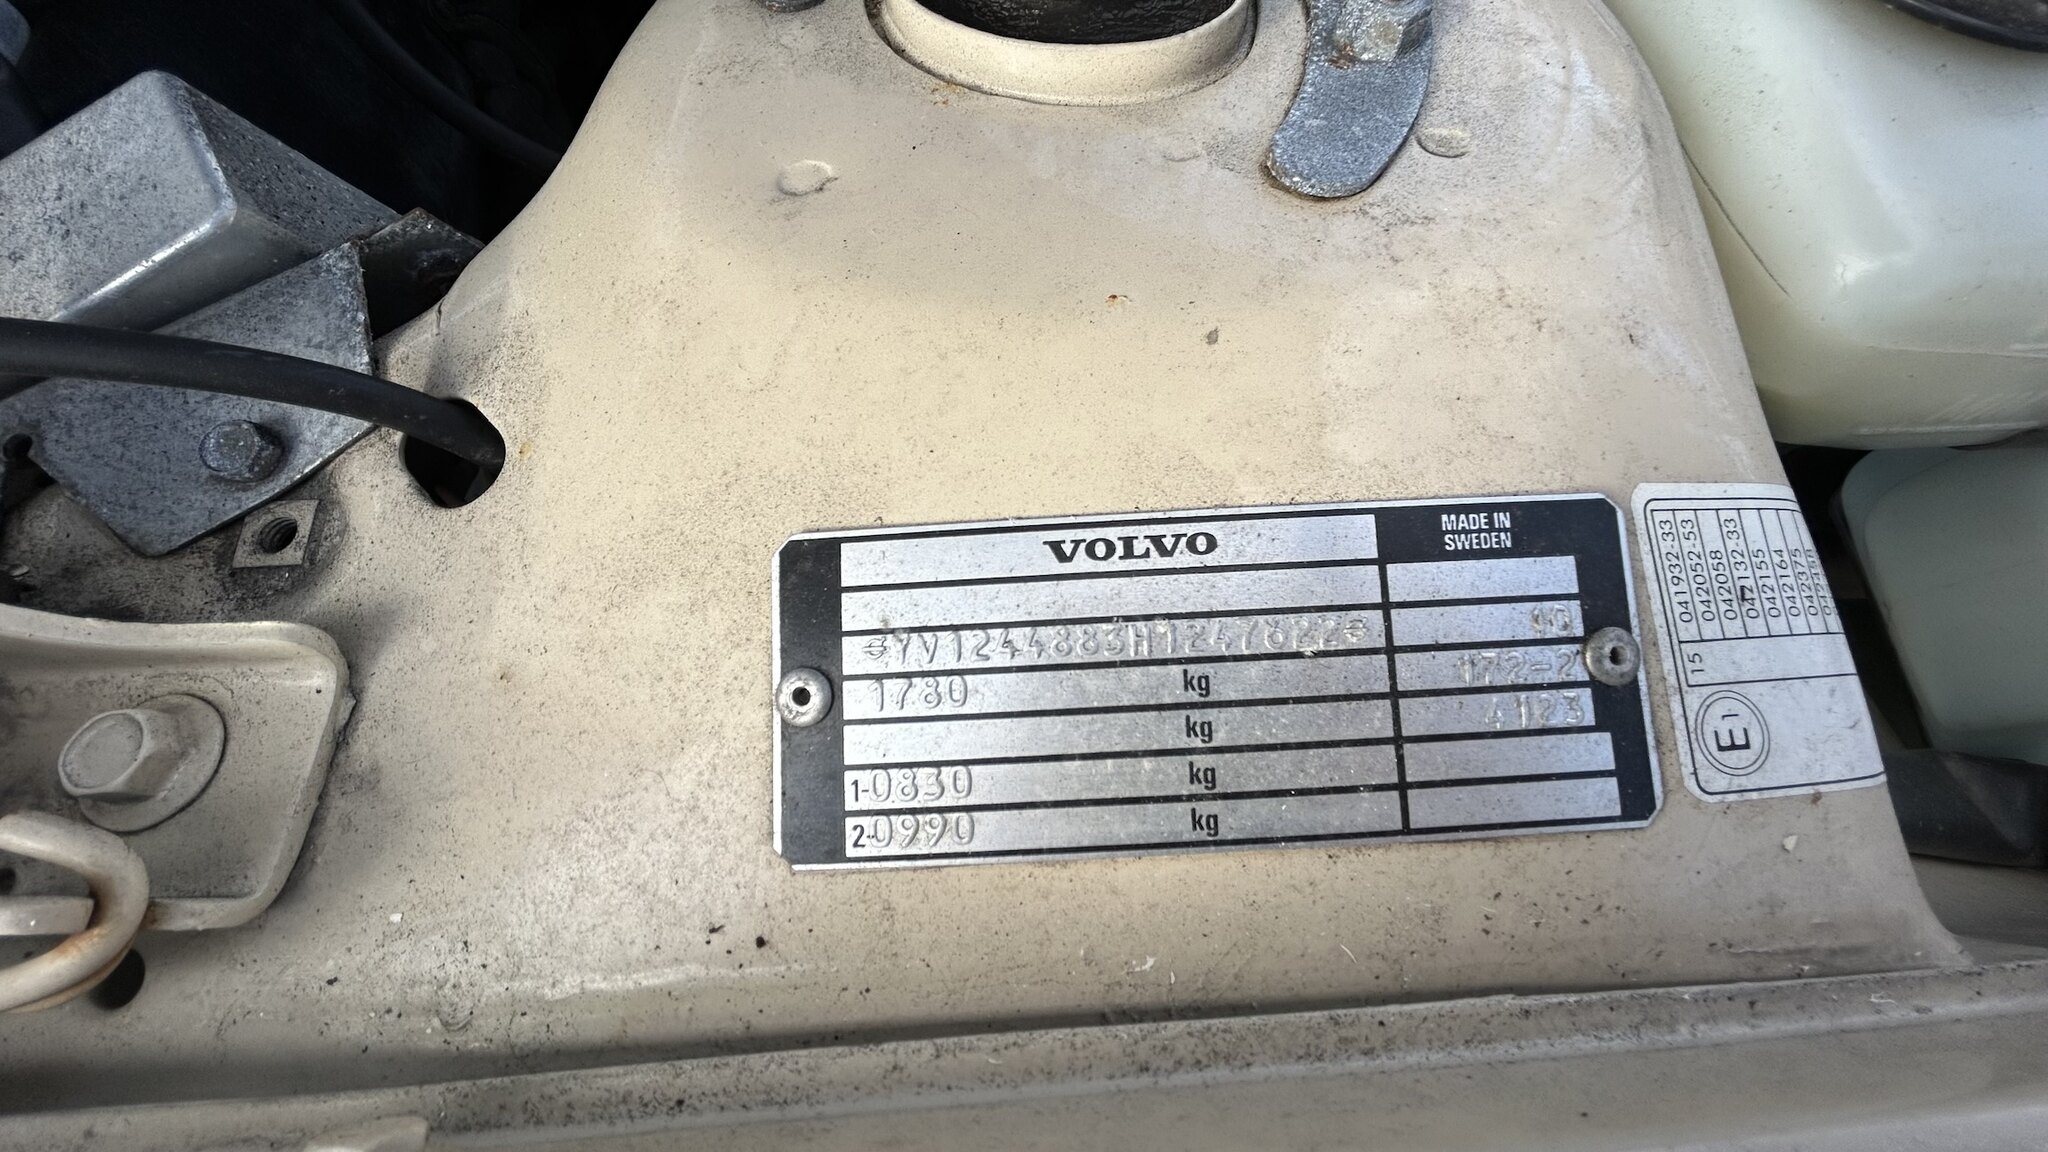 VOLVO
MADE IN
SWEDEN
YV1244883H1247822
1780 kg
172-2
kg
4123
1-0830 kg
2-0990 kg
041932-33
042052-53
042058
042132-33
042155
042164
042375
15
E1